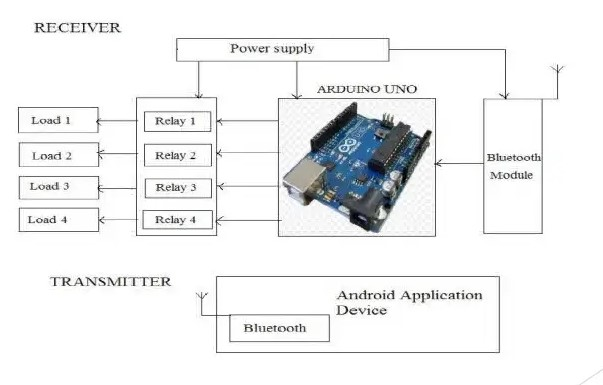 RECEIVER
Power supply
ARDUINO UNO
Load 1
Relay 1
Load 2
Relay 2
Bluetooth
Module
Load 3
Relay 3
Load 4
Relay 4
TRANSMITTER
Android Application
Device
Bluetooth